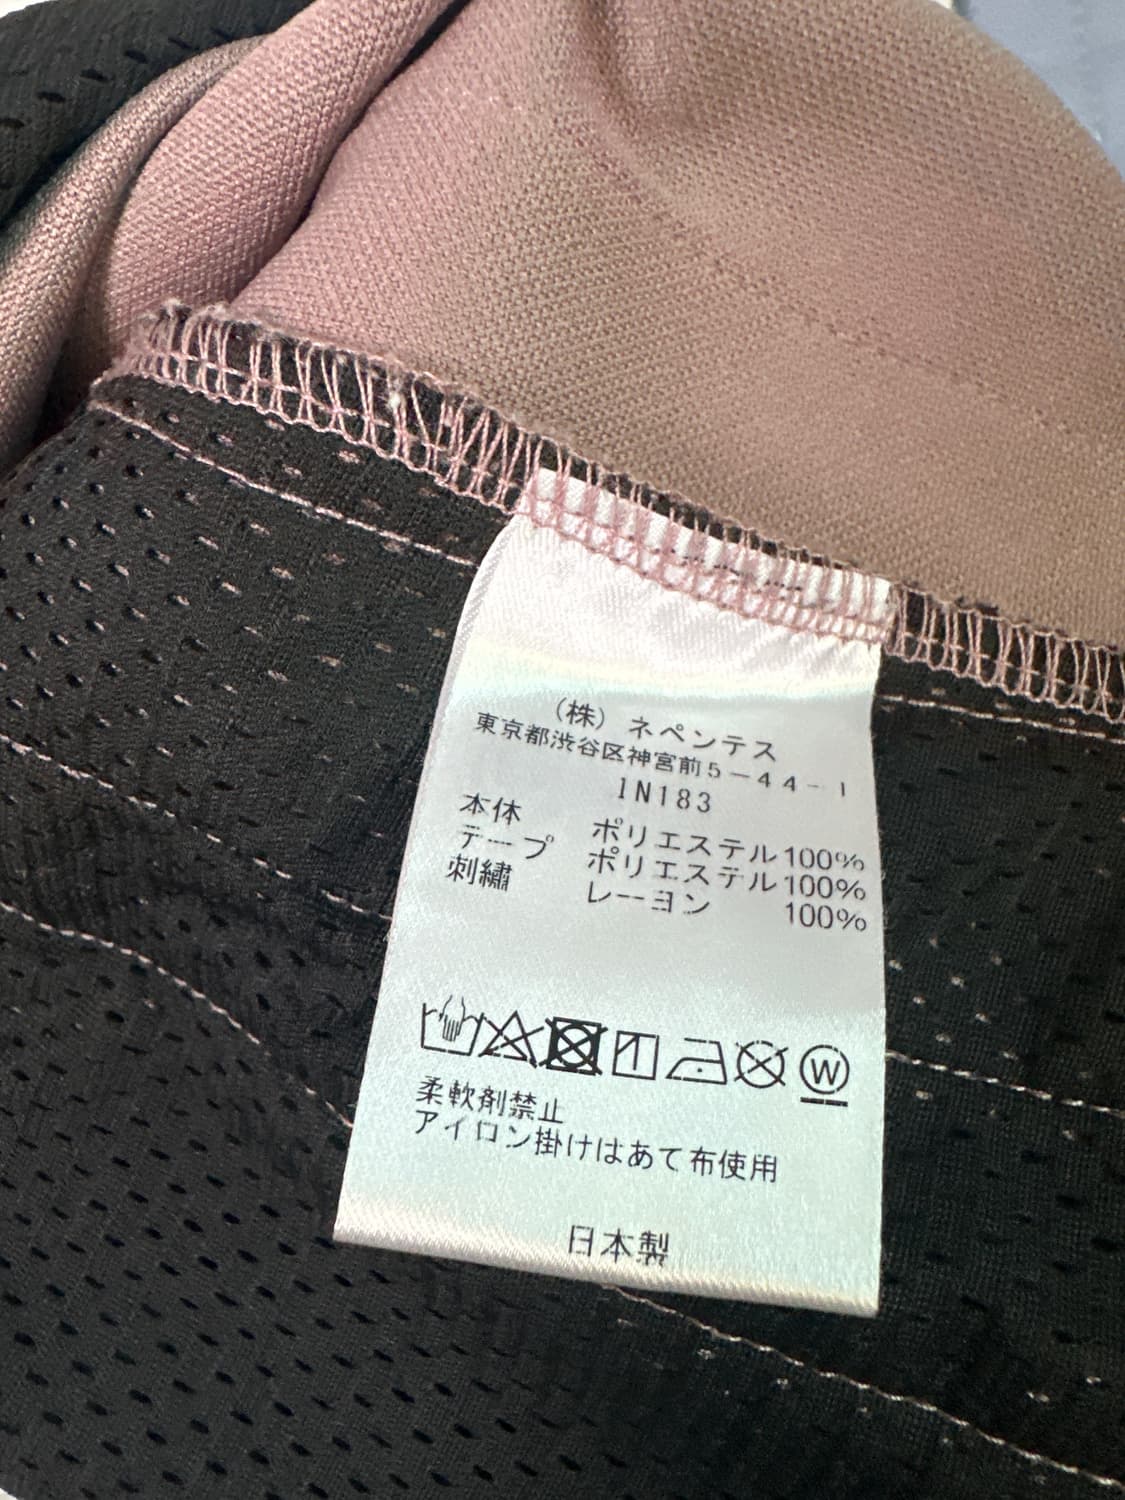 （株）ネペンテス
東京都渋谷区神宮前5－44－1
1N183
本体 ポリエステル100%
テープ ポリエステル100%
刺繍 レーヨン 100%
W
柔軟剤禁止
アイロン掛けはあて布使用
日本製